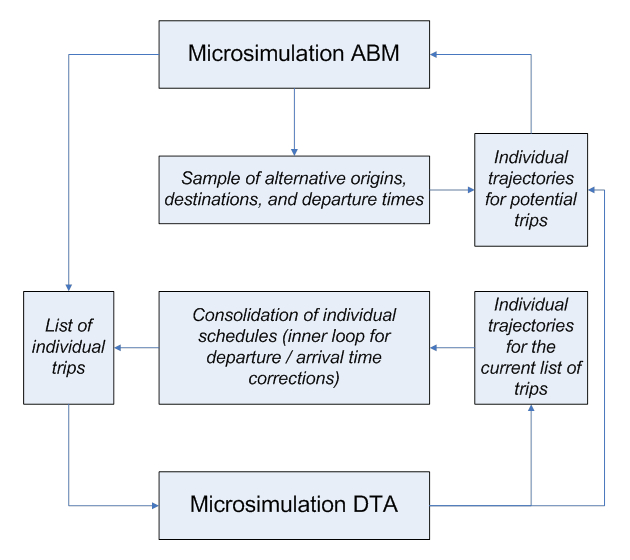 Microsimulation ABM
Sample of alternative origins,
destinations, and departure times
Individual
trajectories
for potential
trips
List of
individual
trips
Consolidation of individual
schedules (inner loop for
departure / arrival time
corrections)
Individual
trajectories
for the
current list of
trips
Microsimulation DTA